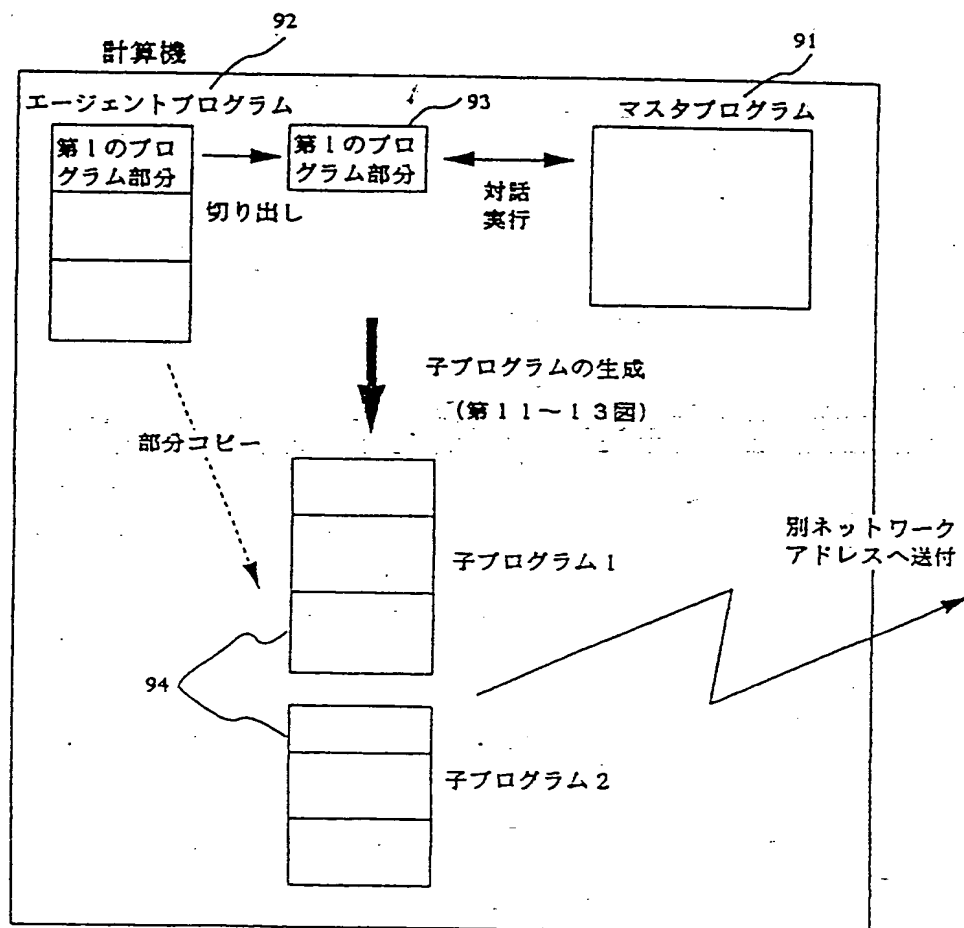 92
計算機
91
エージェントプログラム
93
マスタプログラム
第1のプロ
グラム部分
第1のプロ
グラム部分
切り出し
対話
実行
子プログラムの生成
(第11~13図)
部分コピー
別ネットワーク
アドレスへ送付
子プログラム1
94
子プログラム2